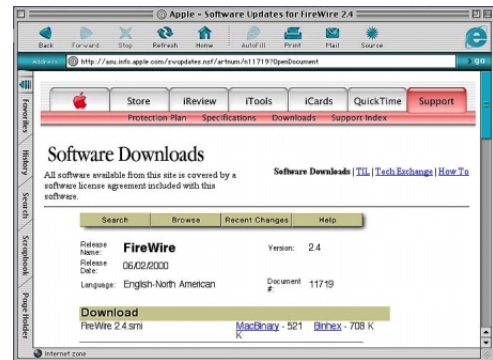 Apple - Software Updates for FireWire 2.4
Back Forward Stop Refresh Home AutoFill Print Mail Source
Address http://asu.info.apple.com/swupdates.nsf/artnum/n11719?OpenDocument go
Store iReview iTools iCards QuickTime Support
Protection Plan Specifications Downloads Support Index
Favorites
History
Search
Scrapbook
Page Holder
Software Downloads
All software available from this site is covered by a
software license agreement included with this
software.
Software Downloads | TIL | Tech Exchange | How To
Search Browse Recent Changes Help
Release Name: FireWire Version: 2.4
Release Date: 06/02/2000
Language: English-North American Document #: 11719
Download
FireWire 2.4.smi MacBinary - 521 K Binhex - 708 K
Internet zone